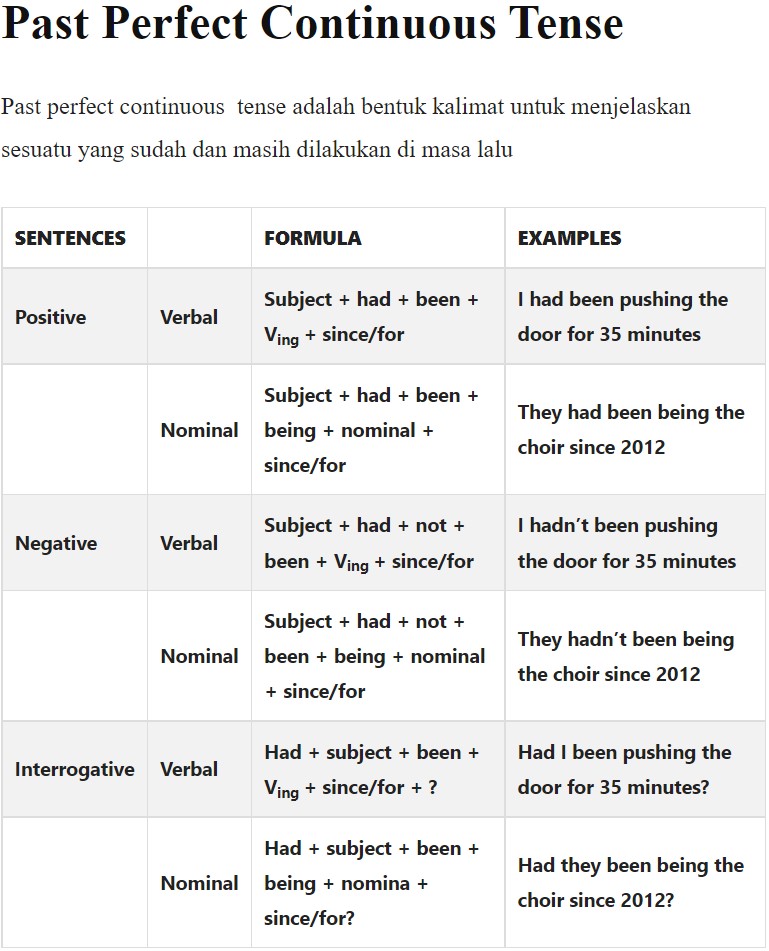 Past Perfect Continuous Tense
Past perfect continuous  tense adalah bentuk kalimat untuk menjelaskan
sesuatu yang sudah dan masih dilakukan di masa lalu
SENTENCES FORMULA EXAMPLES
Positive Verbal
Subject + had + been +
Ving + since/for
I had been pushing the
door for 35 minutes
Nominal
Subject + had + been +
being + nominal +
since/for
They had been being the
choir since 2012
Negative Verbal
Subject + had + not +
been + Ving + since/for
I hadn’t been pushing
the door for 35 minutes
Nominal
Subject + had + not +
been + being + nominal
+ since/for
They hadn’t been being
the choir since 2012
Interrogative Verbal
Had + subject + been +
Ving + since/for + ?
Had I been pushing the
door for 35 minutes?
Nominal
Had + subject + been +
being + nomina +
since/for?
Had they been being the
choir since 2012?